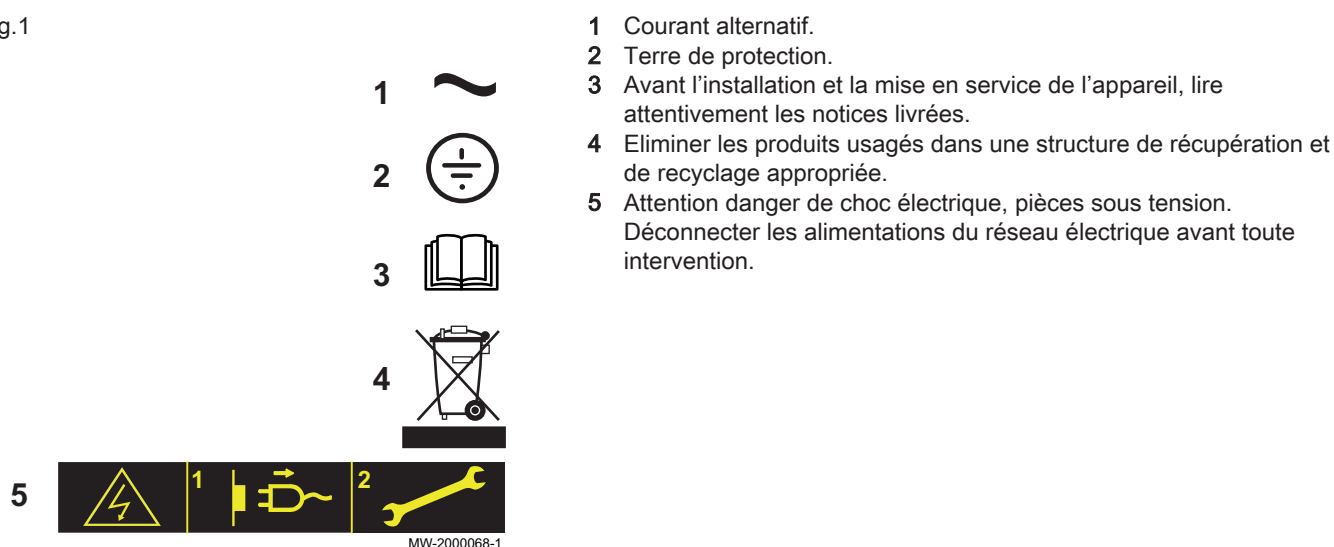 g.1
1
2
3
4
5
1
2
MW-2000068-1
1 Courant alternatif.
2 Terre de protection.
3 Avant l’installation et la mise en service de l’appareil, lire
attentivement les notices livrées.
4 Eliminer les produits usagés dans une structure de récupération et
de recyclage appropriée.
5 Attention danger de choc électrique, pièces sous tension.
Déconnecter les alimentations du réseau électrique avant toute
intervention.